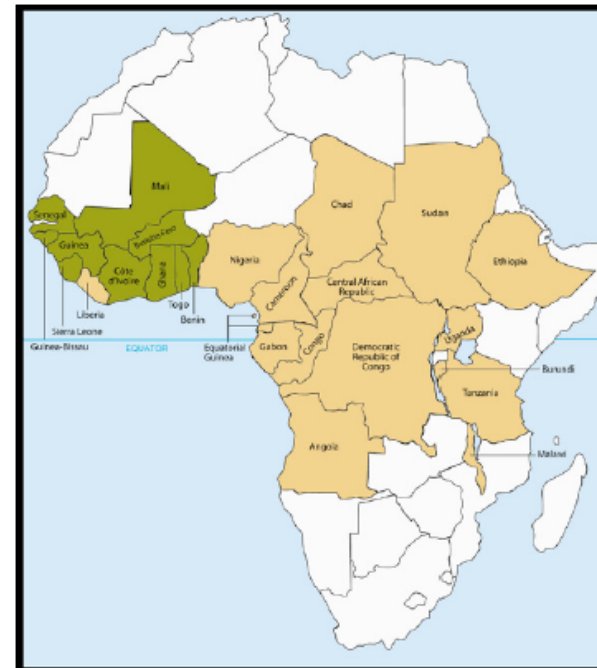 Mali
Senegal
Burkina Faso
Guinea
Côte
d'Ivoire
Ghana
Togo
Benin
Liberia
Sierra Leone
Guinea-Bissau
EQUATOR
Equatorial
Guinea
Nigeria
Cameroon
Gabon
Congo
Chad
Sudan
Ethiopia
Central African
Republic
Democratic
Republic of
Congo
Uganda
Burundi
Tanzania
Malawi
Angola